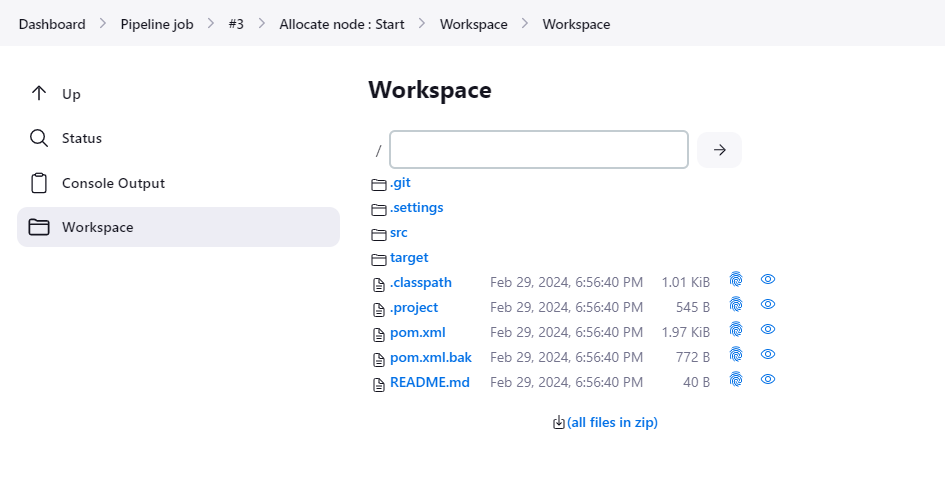 Dashboard > Pipeline job > #3 > Allocate node : Start > Workspace > Workspace
Up
Status
Console Output
Workspace
Workspace
/
.git
.settings
src
target
.classpath Feb 29, 2024, 6:56:40 PM 1.01 KiB
.project Feb 29, 2024, 6:56:40 PM 545 B
pom.xml Feb 29, 2024, 6:56:40 PM 1.97 KiB
pom.xml.bak Feb 29, 2024, 6:56:40 PM 772 B
README.md Feb 29, 2024, 6:56:40 PM 40 B
(all files in zip)